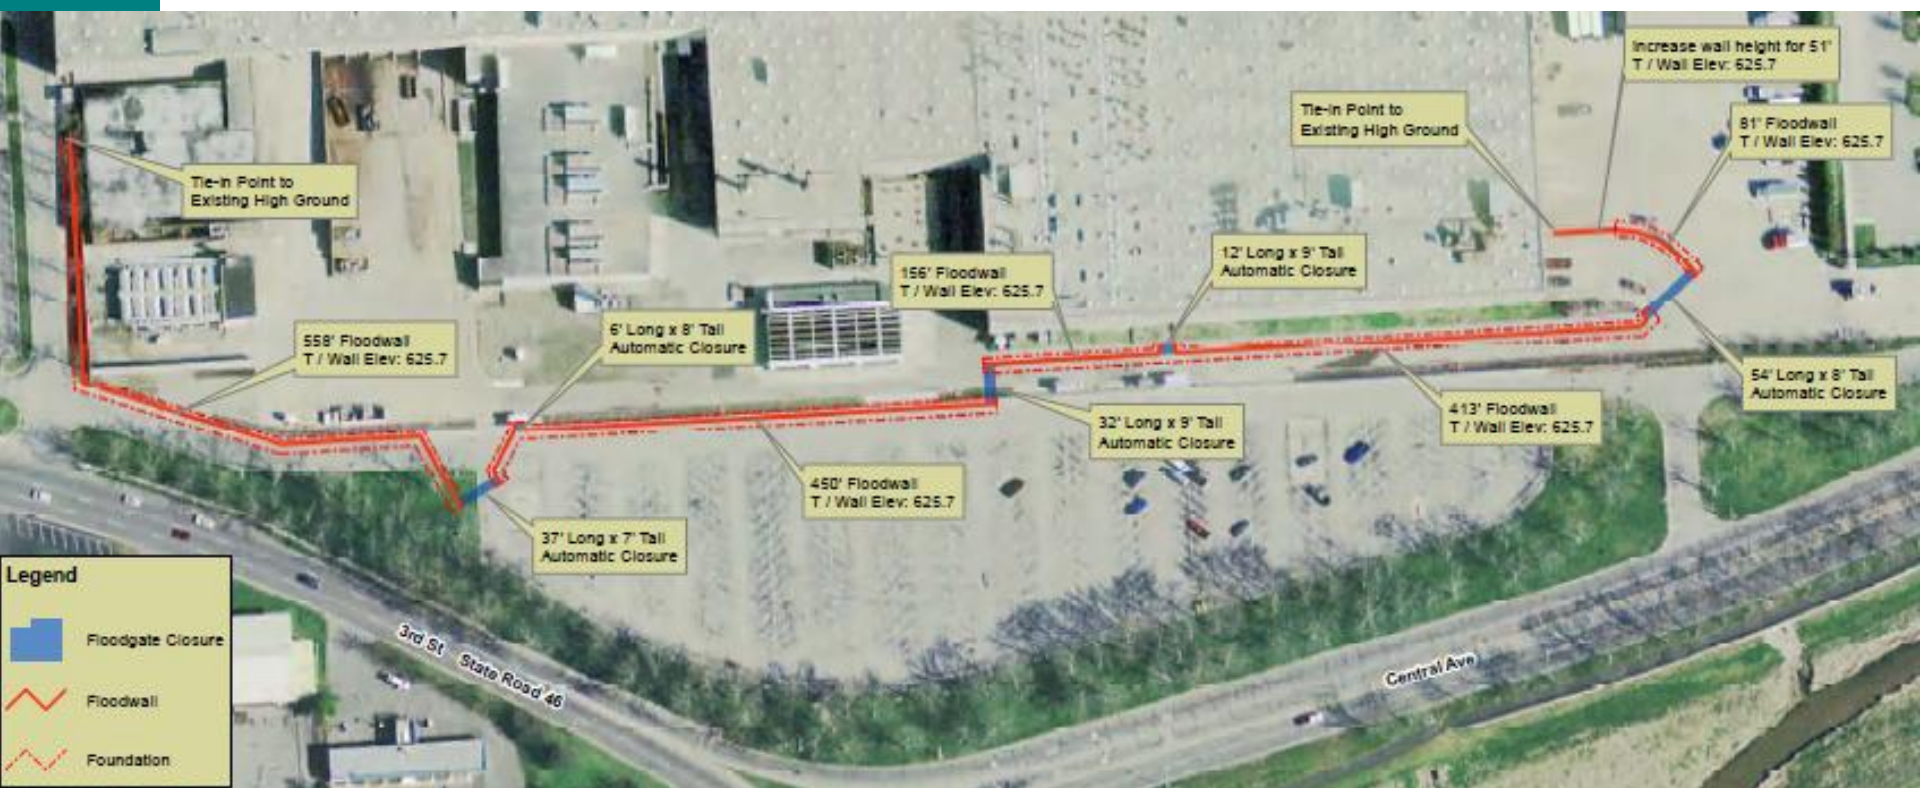 Increase wall height for 51'
T / Wall Elev: 625.7
Tie-in Point to
Existing High Ground
81' Floodwall
T / Wall Elev: 625.7
Tie-in Point to
Existing High Ground
12' Long x 9' Tall
Automatic Closure
156' Floodwall
T / Wall Elev: 625.7
6' Long x 8' Tall
Automatic Closure
558' Floodwall
T / Wall Elev: 625.7
54' Long x 8' Tall
Automatic Closure
32' Long x 9' Tall
Automatic Closure
413' Floodwall
T / Wall Elev: 625.7
450' Floodwall
T / Wall Elev: 625.7
37' Long x 7' Tall
Automatic Closure
Legend
Floodgate Closure
Floodwall
Foundation
3rd St State Road 46
Central Ave